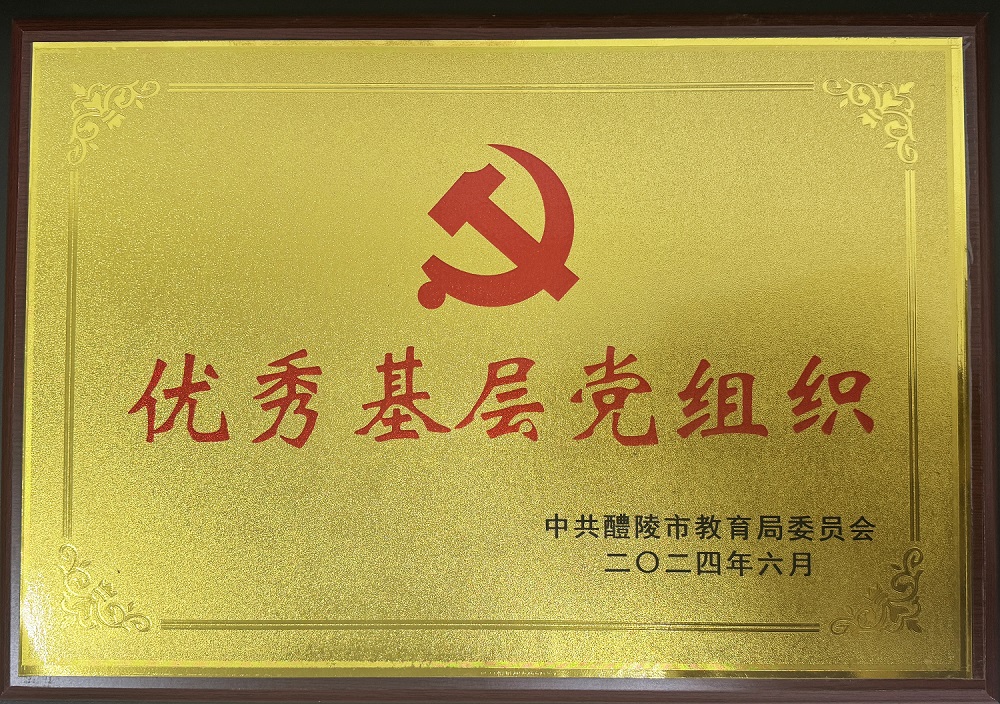 优秀基层党组织
中共醴陵市教育局委员会
二〇二四年六月